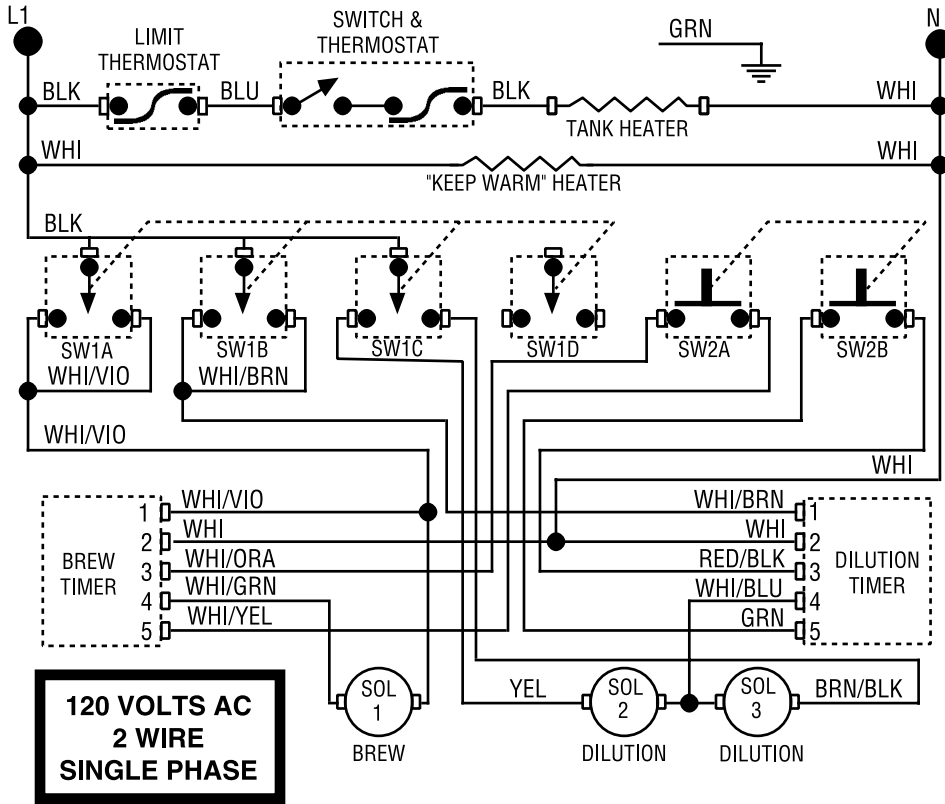 L1
N
LIMIT
THERMOSTAT
SWITCH &
THERMOSTAT
GRN
BLK
BLU
BLK
WHI
TANK HEATER
WHI
WHI
"KEEP WARM" HEATER
BLK
SW1A
SW1B
SW1C
SW1D
SW2A
SW2B
WHI/VIO
WHI/BRN
WHI/VIO
WHI
BREW
TIMER
1
WHI/VIO
2
WHI
3
WHI/ORA
4
WHI/GRN
5
WHI/YEL
WHI/BRN
1
WHI
2
RED/BLK
3
WHI/BLU
4
GRN
5
DILUTION
TIMER
SOL
1
BREW
YEL
SOL
2
DILUTION
SOL
3
DILUTION
BRN/BLK
120 VOLTS AC
2 WIRE
SINGLE PHASE